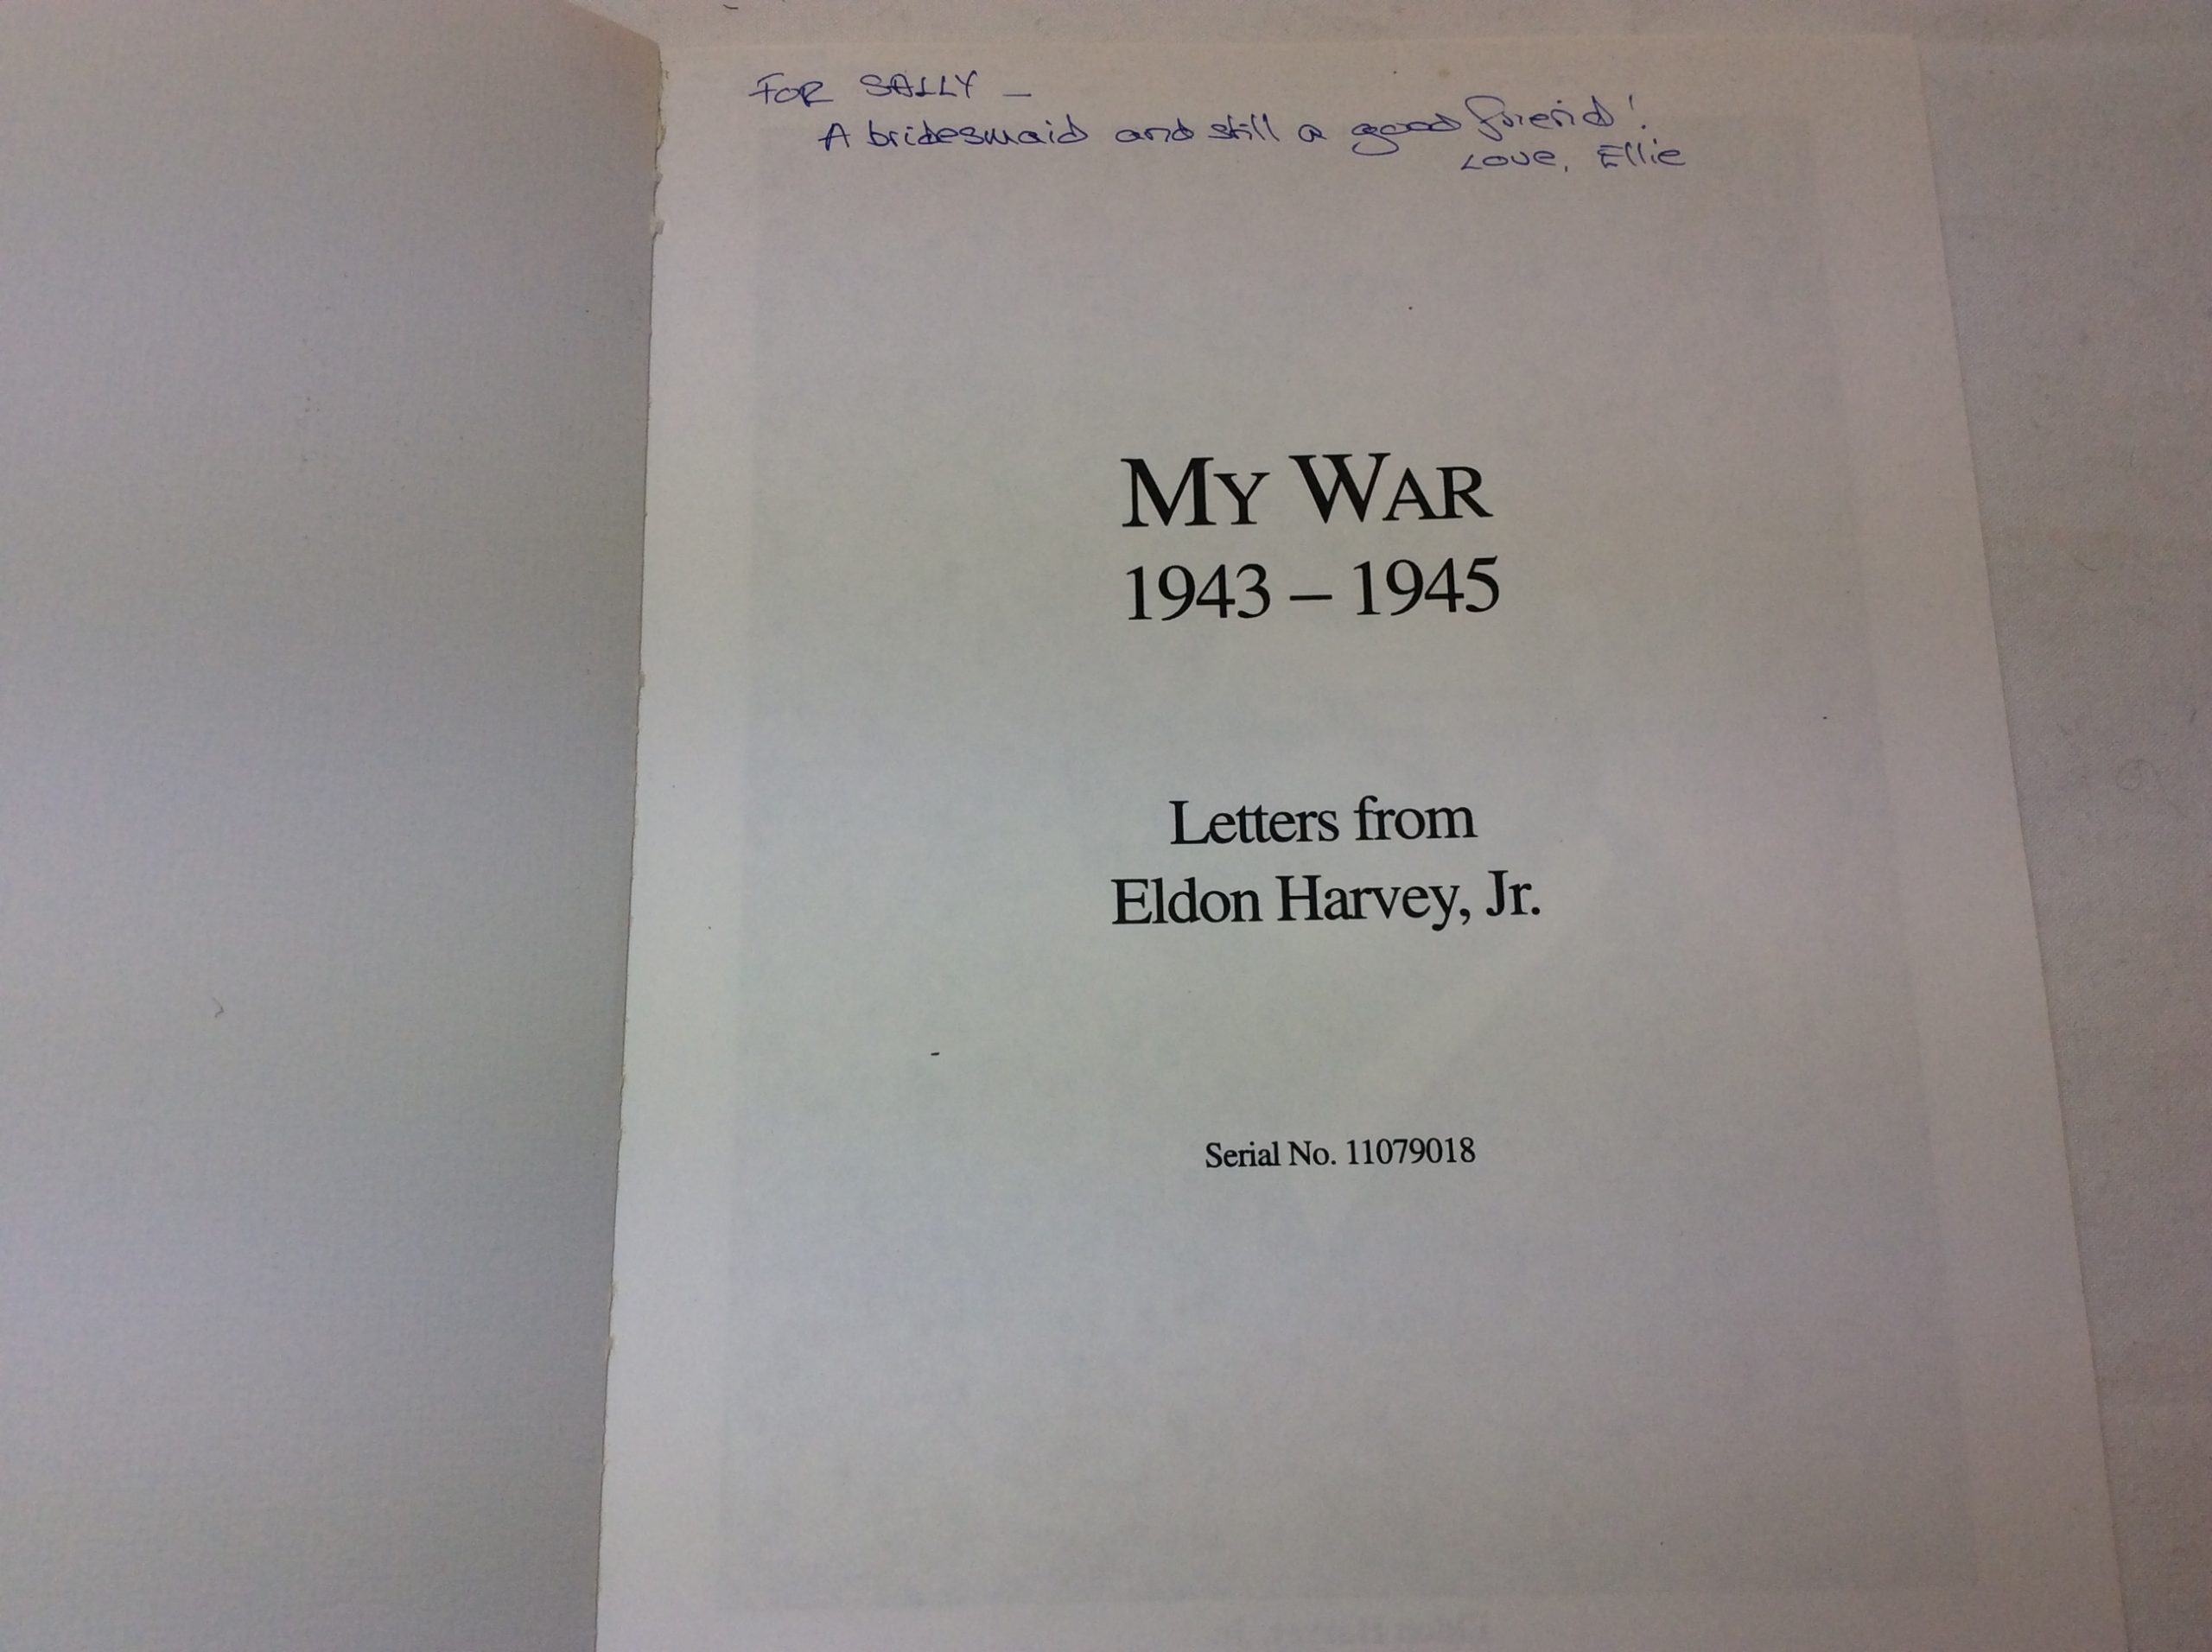 FOR SALLY —
A bridesmaid and still a good friend!
Love, Ellie
MY WAR
1943 – 1945
Letters from
Eldon Harvey, Jr.
Serial No. 11079018